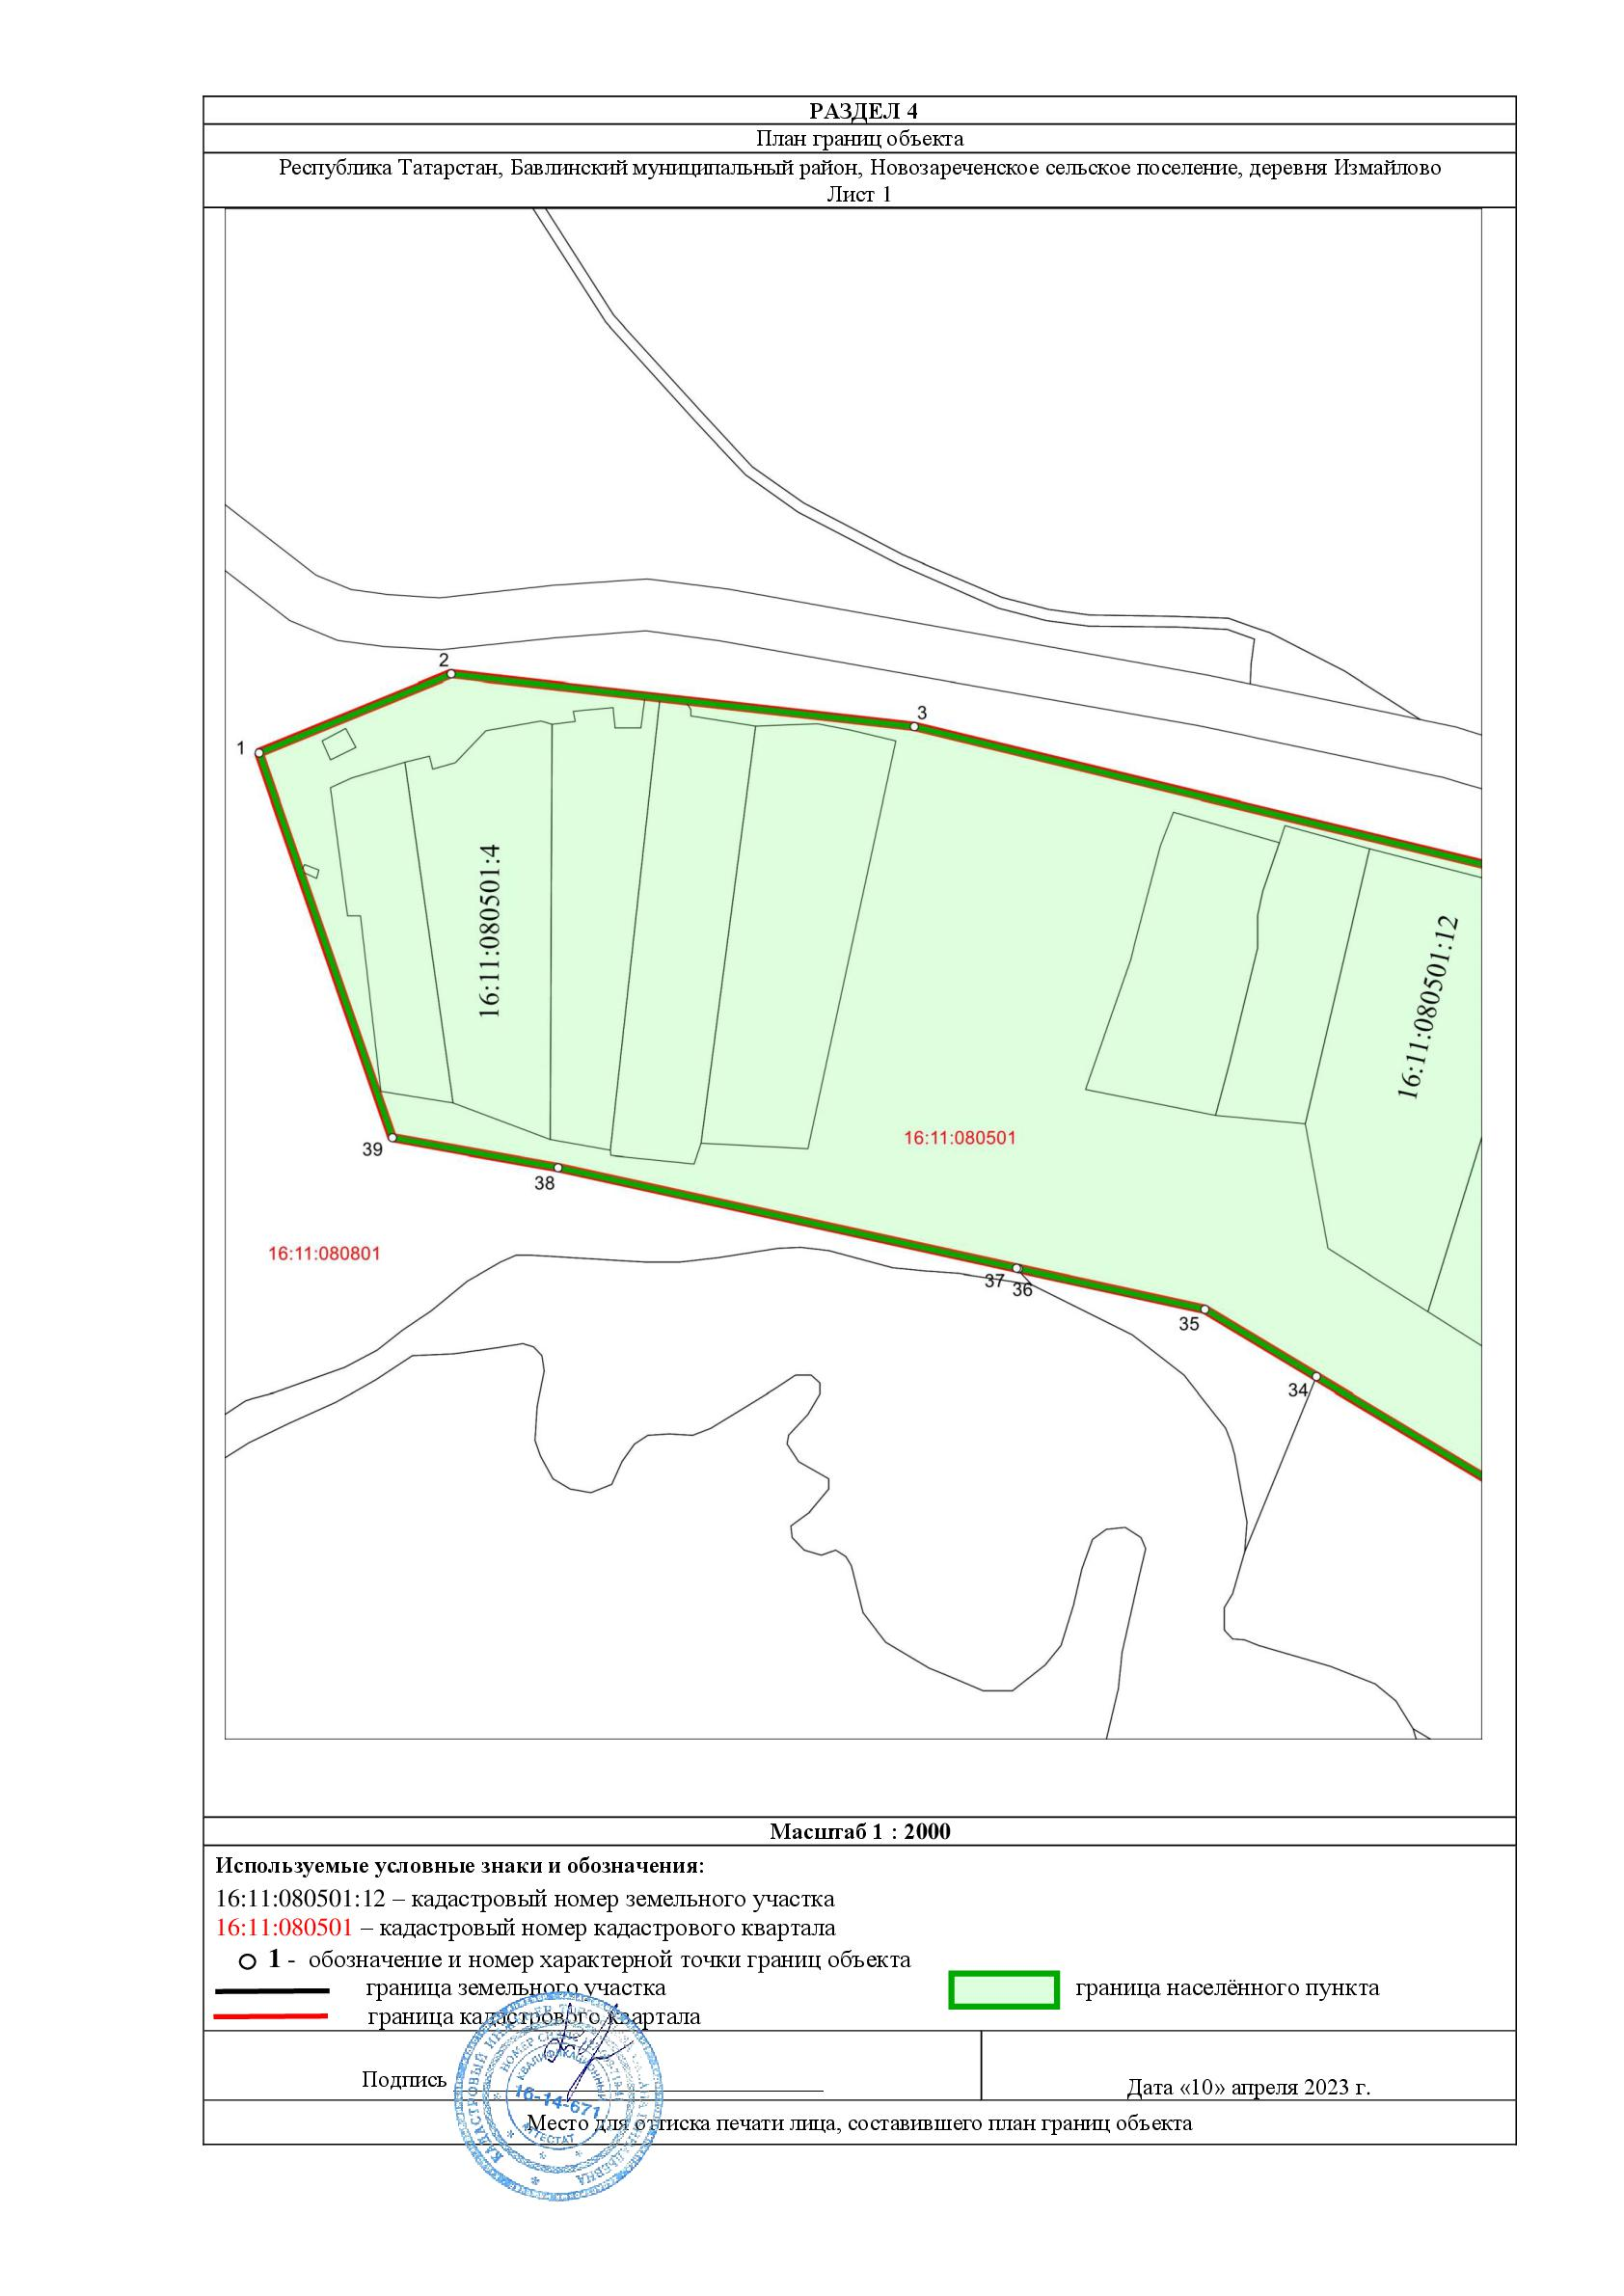 РАЗДЕЛ 4
План границ объекта
Республика Татарстан, Бавлинский муниципальный район, Новозареченское сельское поселение, деревня Измайлово
Лист 1
2
3
1
16:11:080501:4
16:11:080501:12
16:11:080501
39
38
16:11:080801
37
36
35
34
Масштаб 1 : 2000
Используемые условные знаки и обозначения:
16:11:080501:12 – кадастровый номер земельного участка
16:11:080501 – кадастровый номер кадастрового квартала
1 - обозначение и номер характерной точки границ объекта
граница земельного участка
граница населённого пункта
граница кадастрового квартала
Подпись
Дата «10» апреля 2023 г.
Место для оттиска печати лица, составившего план границ объекта
КАДАСТРОВЫЙ ИНЖЕНЕР
КВАЛИФИКАЦИОННЫЙ
16-14-671
АТТЕСТАТ